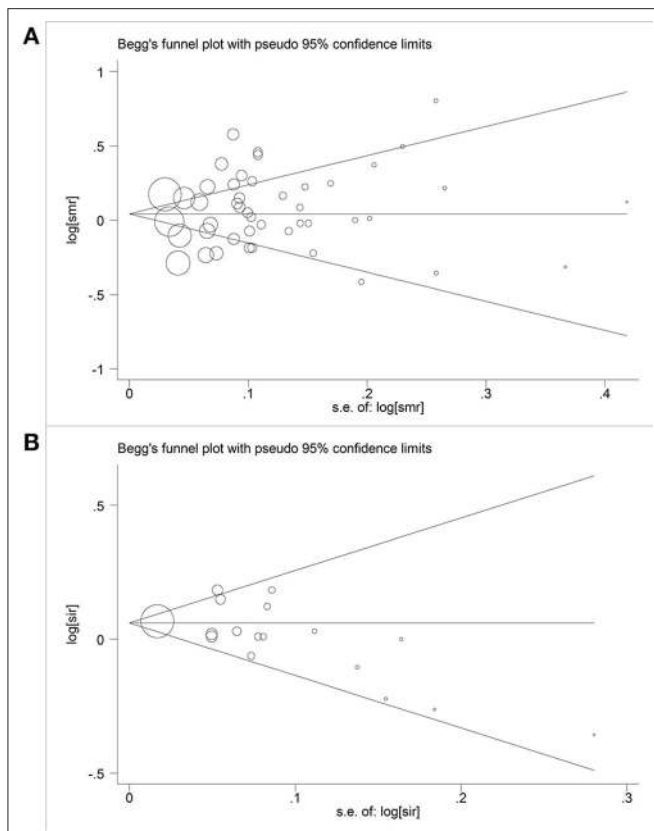 A
Begg's funnel plot with pseudo 95% confidence limits
log[smr]
1
.5
0
-.5
-1
0 .1 .2 .3 .4
s.e. of: log[smr]
B
Begg's funnel plot with pseudo 95% confidence limits
log[sir]
.5
0
-.5
0 .1 .2 .3
s.e. of: log[sir]